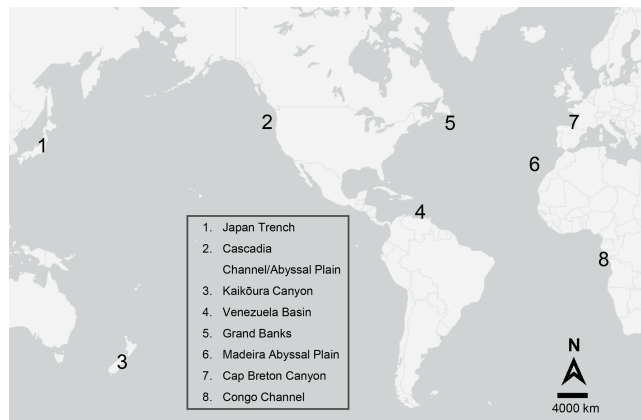 2
5
7
1
6
4
1. Japan Trench
2. Cascadia
Channel/Abyssal Plain
3. Kaikōura Canyon
4. Venezuela Basin
5. Grand Banks
6. Madeira Abyssal Plain
7. Cap Breton Canyon
8. Congo Channel
8
3
N
4000 km